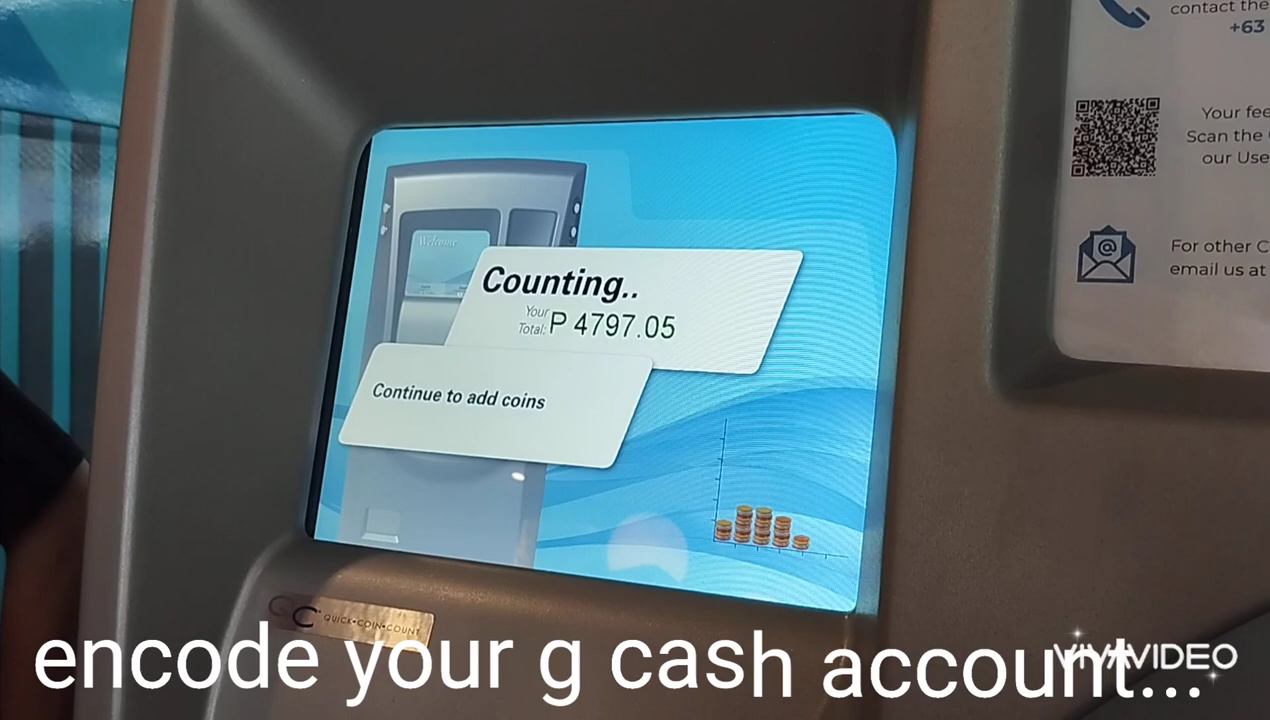 contact the
+63
Your fee
Scan the
our Use
For other C
email us at
Welcome
Counting..
Your
Total: P 4797.05
Continue to add coins
QUICK•COIN•COUNT
encode your g cash account...
VIVAVIDEO